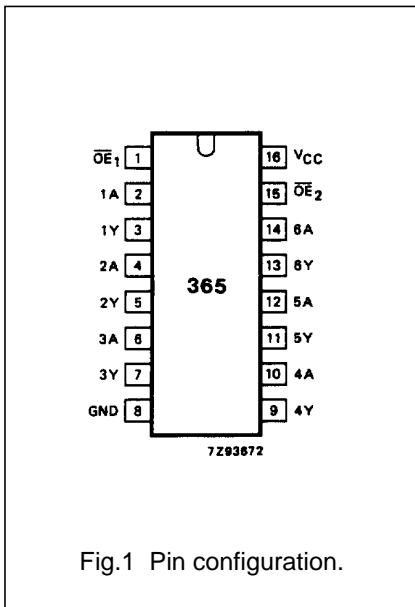 OE1 1 16 VCC
1A 2 15 OE2
1Y 3 14 6A
2A 4 13 6Y
365
2Y 5 12 5A
3A 6 11 5Y
3Y 7 10 4A
GND 8 9 4Y
7Z93672
Fig.1 Pin configuration.